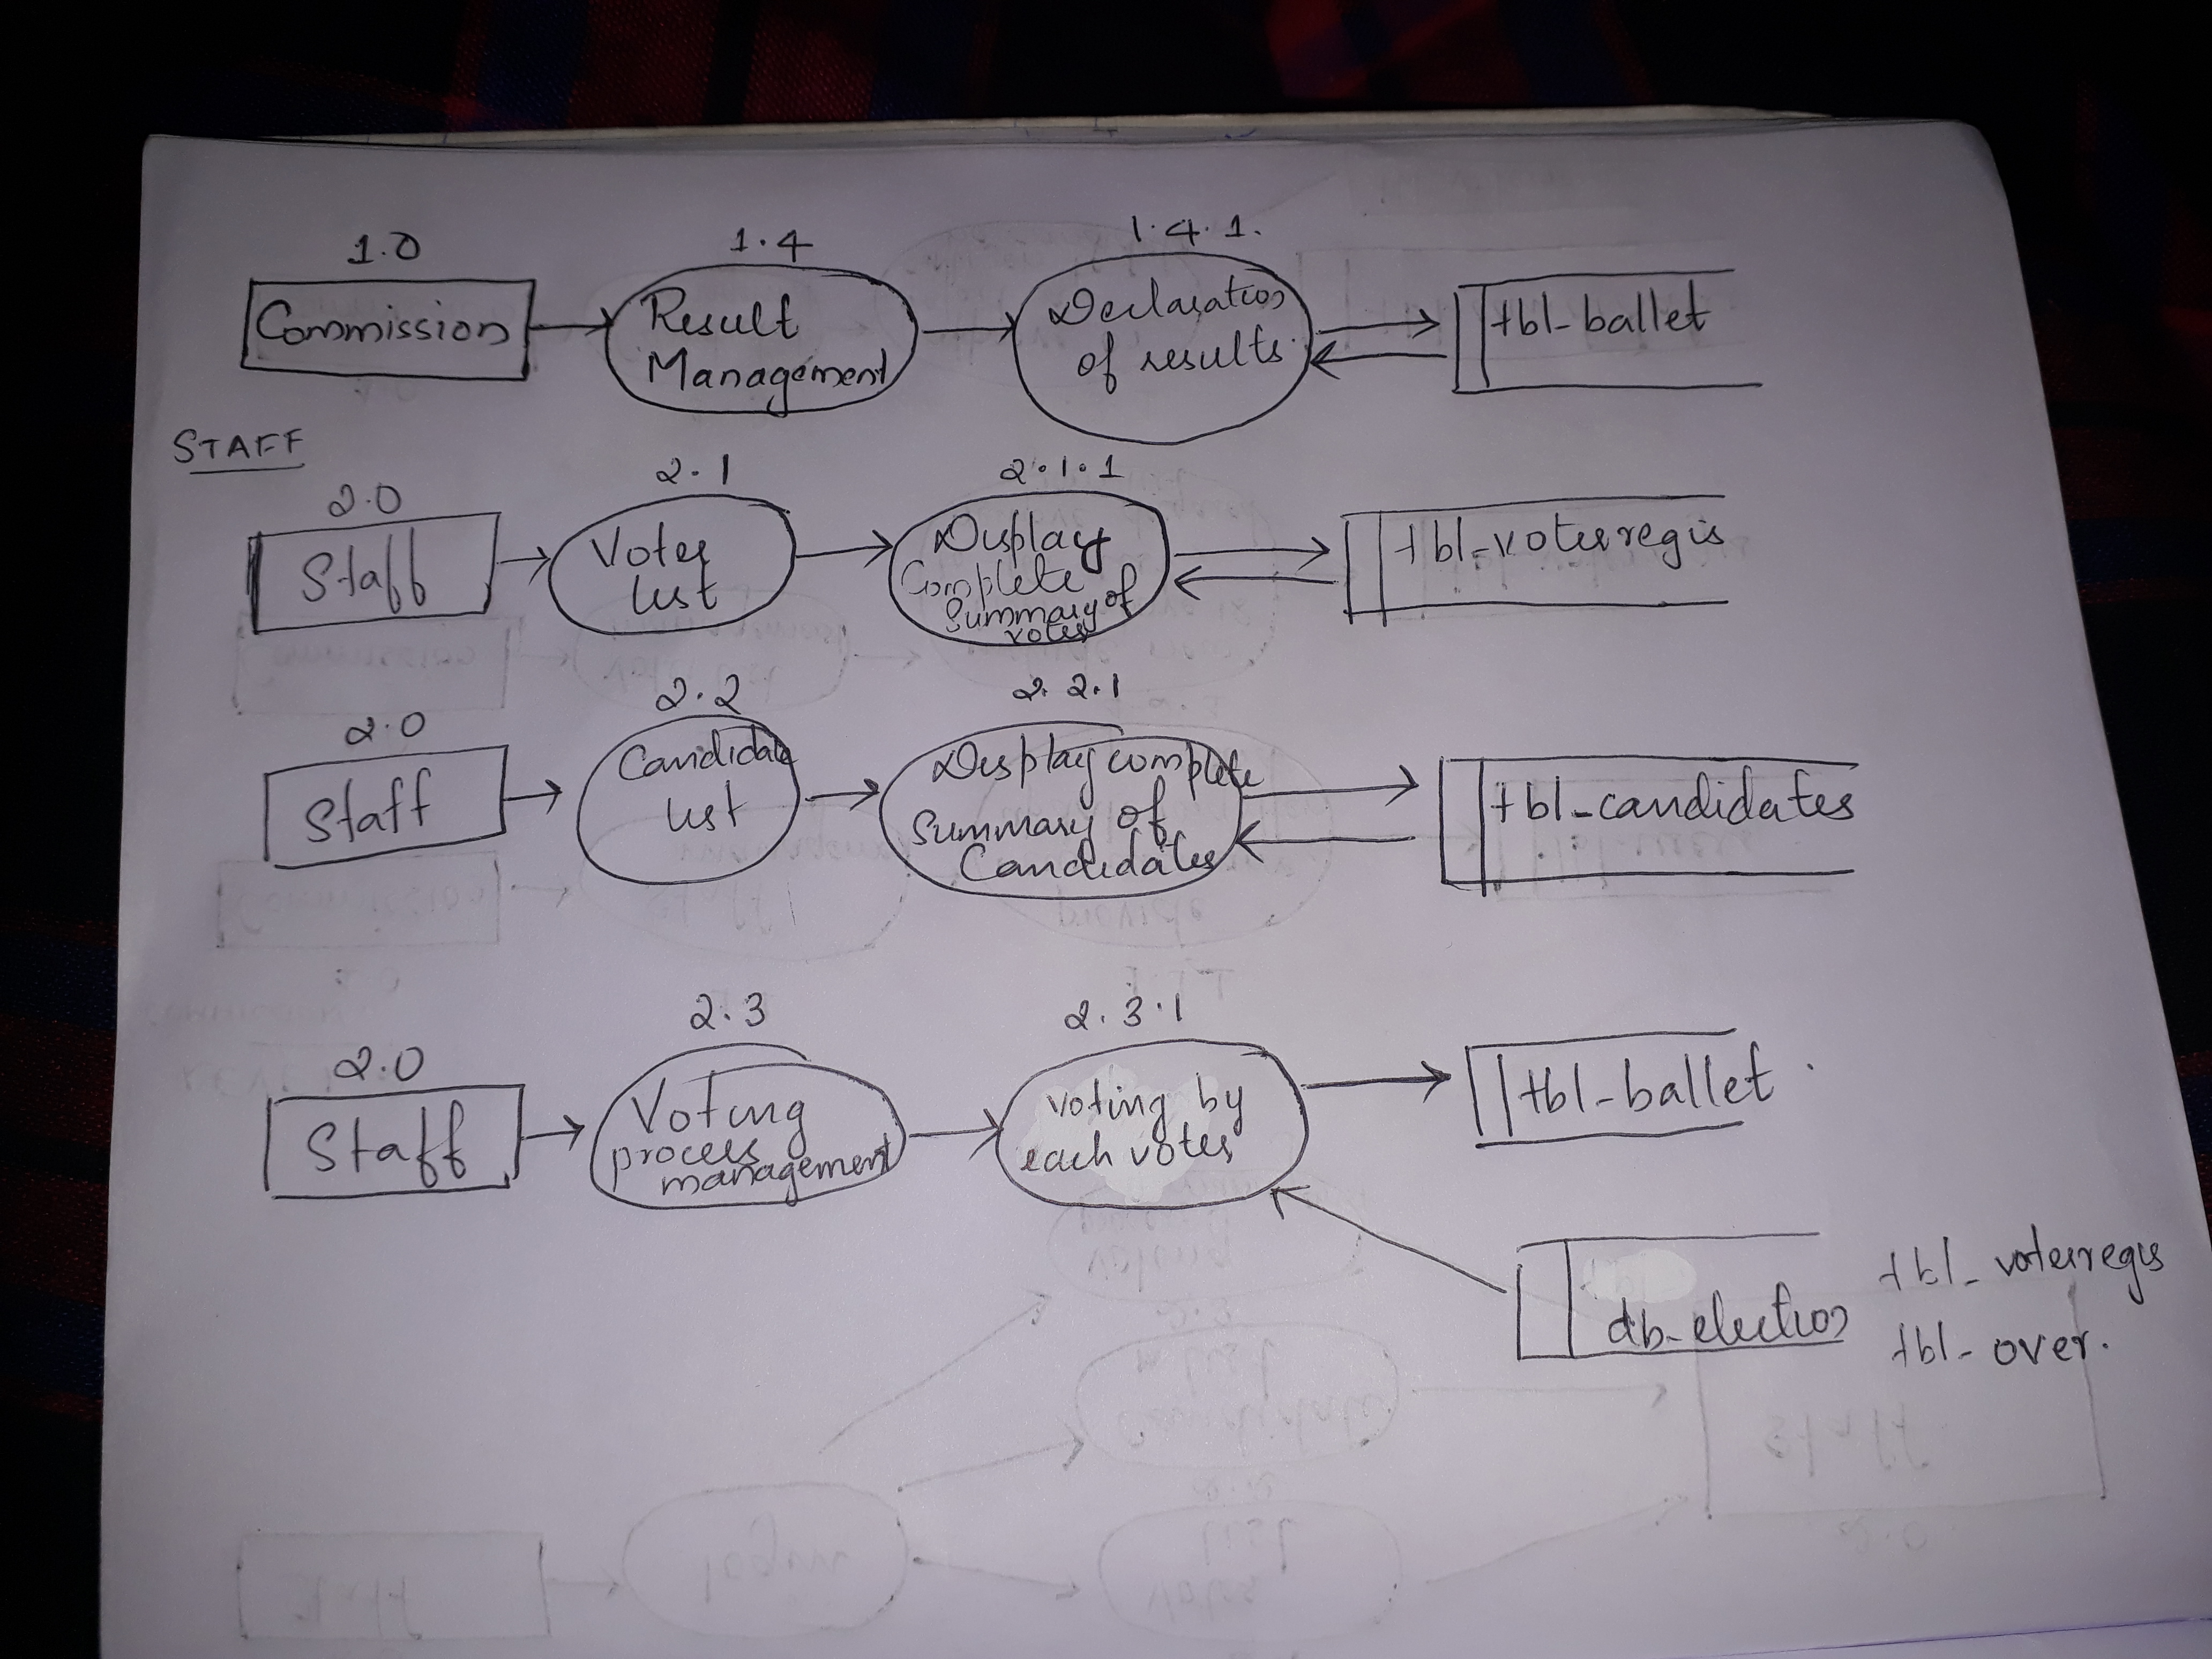 1.0
1.4
1.4.1.
Commission
Result
Management
Declaration
of results.
tbl-ballet
STAFF
2.0
2.1
2.1.1
Staff
Voter
list
Display
Complete
summary of
voter
tbl-voterregis
2.0
2.2
2.2.1
Staff
Candidate
list
Display complete
Summary of
Candidates
tbl-candidates
2.0
2.3
2.3.1
Staff
Voting
process
management
voting by
each voter
tbl-ballet.
db-election
tbl-voterregis
tbl-over.